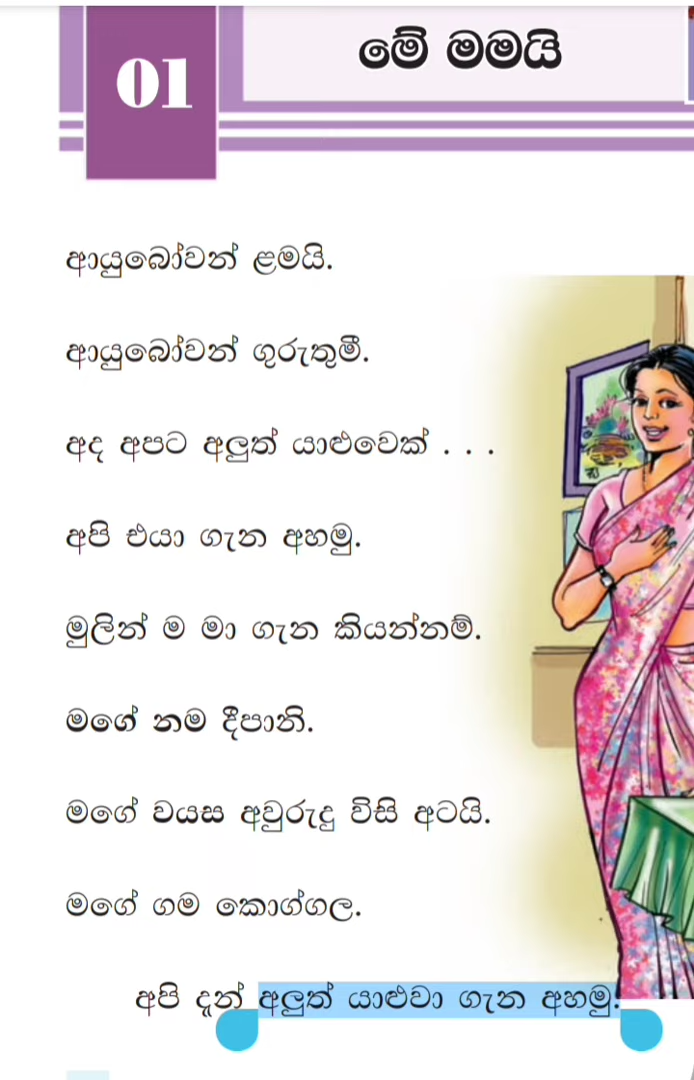 01
මේ මමයි
ආයුබෝවන් ළමයි.
ආයුබෝවන් ගුරුතුමී.
අද අපට අලුත් යාළුවෙක් . . .
අපි එයා ගැන අහමු.
මුලින් ම මා ගැන කියන්නම්.
මගේ නම දීපානි.
මගේ වයස අවුරුදු විසි අටයි.
මගේ ගම කොග්ගල.
අපි දැන් අලුත් යාළුවා ගැන අහමු.